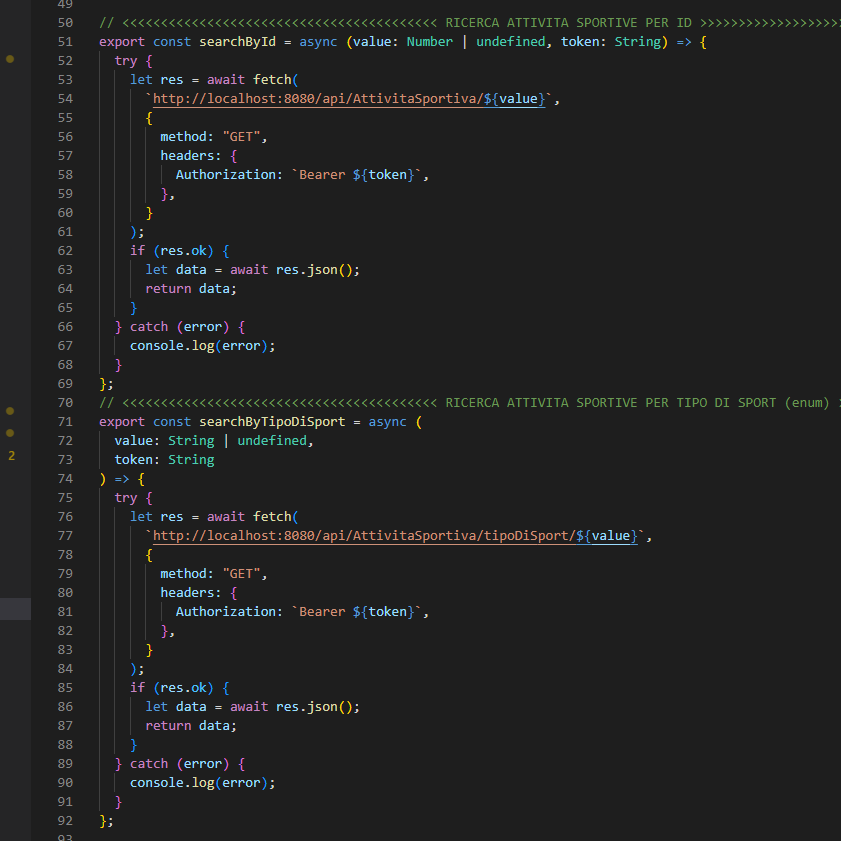 49
50 // <<<<<<<<<<<<<<<<<<<<<<<<<<<<<<<<<<<<<<<<< RICERCA ATTIVITA SPORTIVE PER ID >>>>>>>>>>>>>>>>>>>
51 export const searchById = async (value: Number | undefined, token: String) => {
52   try {
53     let res = await fetch(
54       `http://localhost:8080/api/AttivitaSportiva/${value}`,
55       {
56         method: "GET",
57         headers: {
58           Authorization: `Bearer ${token}`,
59         },
60       }
61     );
62     if (res.ok) {
63       let data = await res.json();
64       return data;
65     }
66   } catch (error) {
67     console.log(error);
68   }
69 };
70 // <<<<<<<<<<<<<<<<<<<<<<<<<<<<<<<<<<<<<<<<< RICERCA ATTIVITA SPORTIVE PER TIPO DI SPORT (enum) >
71 export const searchByTipoDiSport = async (
72   value: String | undefined,
2
73   token: String
74 ) => {
75   try {
76     let res = await fetch(
77       `http://localhost:8080/api/AttivitaSportiva/tipoDiSport/${value}`,
78       {
79         method: "GET",
80         headers: {
81           Authorization: `Bearer ${token}`,
82         },
83       }
84     );
85     if (res.ok) {
86       let data = await res.json();
87       return data;
88     }
89   } catch (error) {
90     console.log(error);
91   }
92 };
93